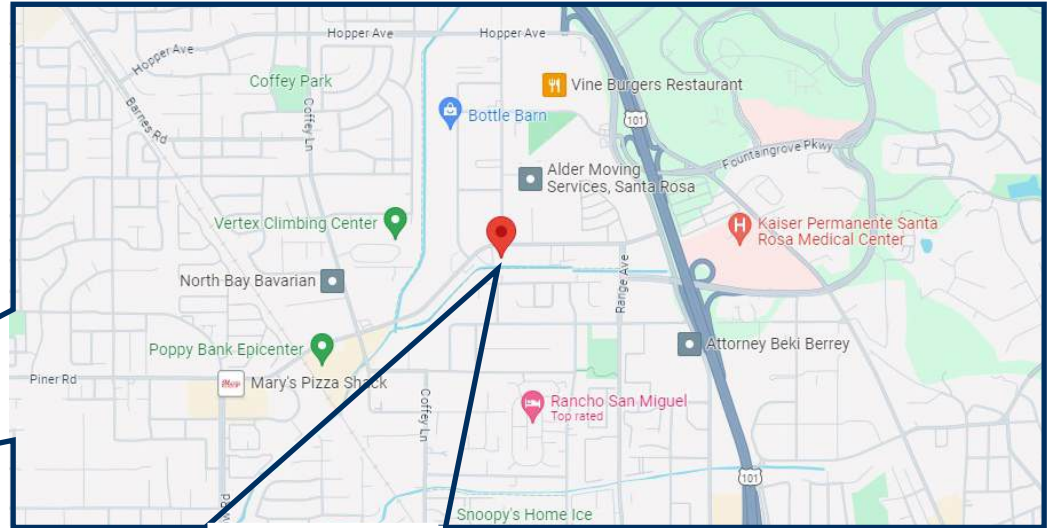 Hopper Ave
Hopper Ave
Hopper Ave
Coffey Park
Vine Burgers Restaurant
Barnes Rd
Coffey Ln
Bottle Barn
101
Fountaingrove Pkwy
Alder Moving
Services, Santa Rosa
Vertex Climbing Center
H
Kaiser Permanente Santa
Rosa Medical Center
North Bay Bavarian
Range Ave
Poppy Bank Epicenter
Attorney Beki Berrey
Piner Rd
Mary's Pizza Shack
Coffey Ln
Rancho San Miguel
Top rated
101
Snoopy's Home Ice